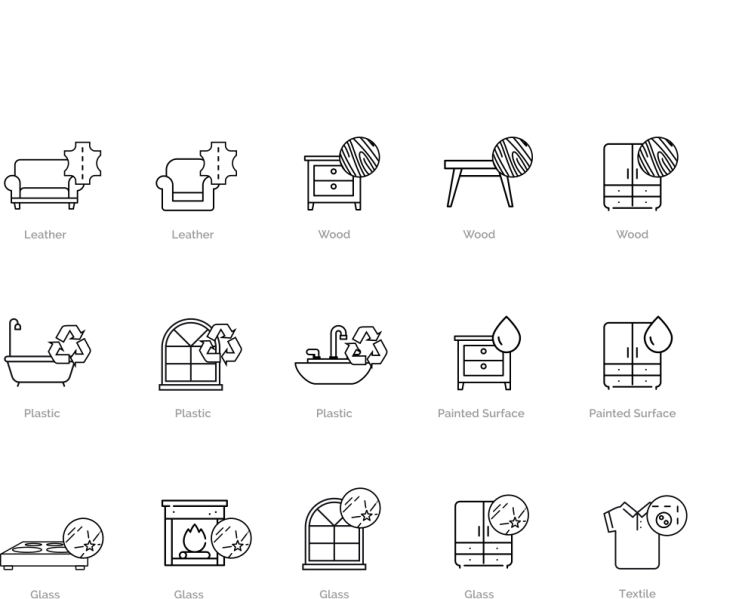 Leather
Leather
Wood
Wood
Wood
Plastic
Plastic
Plastic
Painted Surface
Painted Surface
Glass
Glass
Glass
Glass
Textile